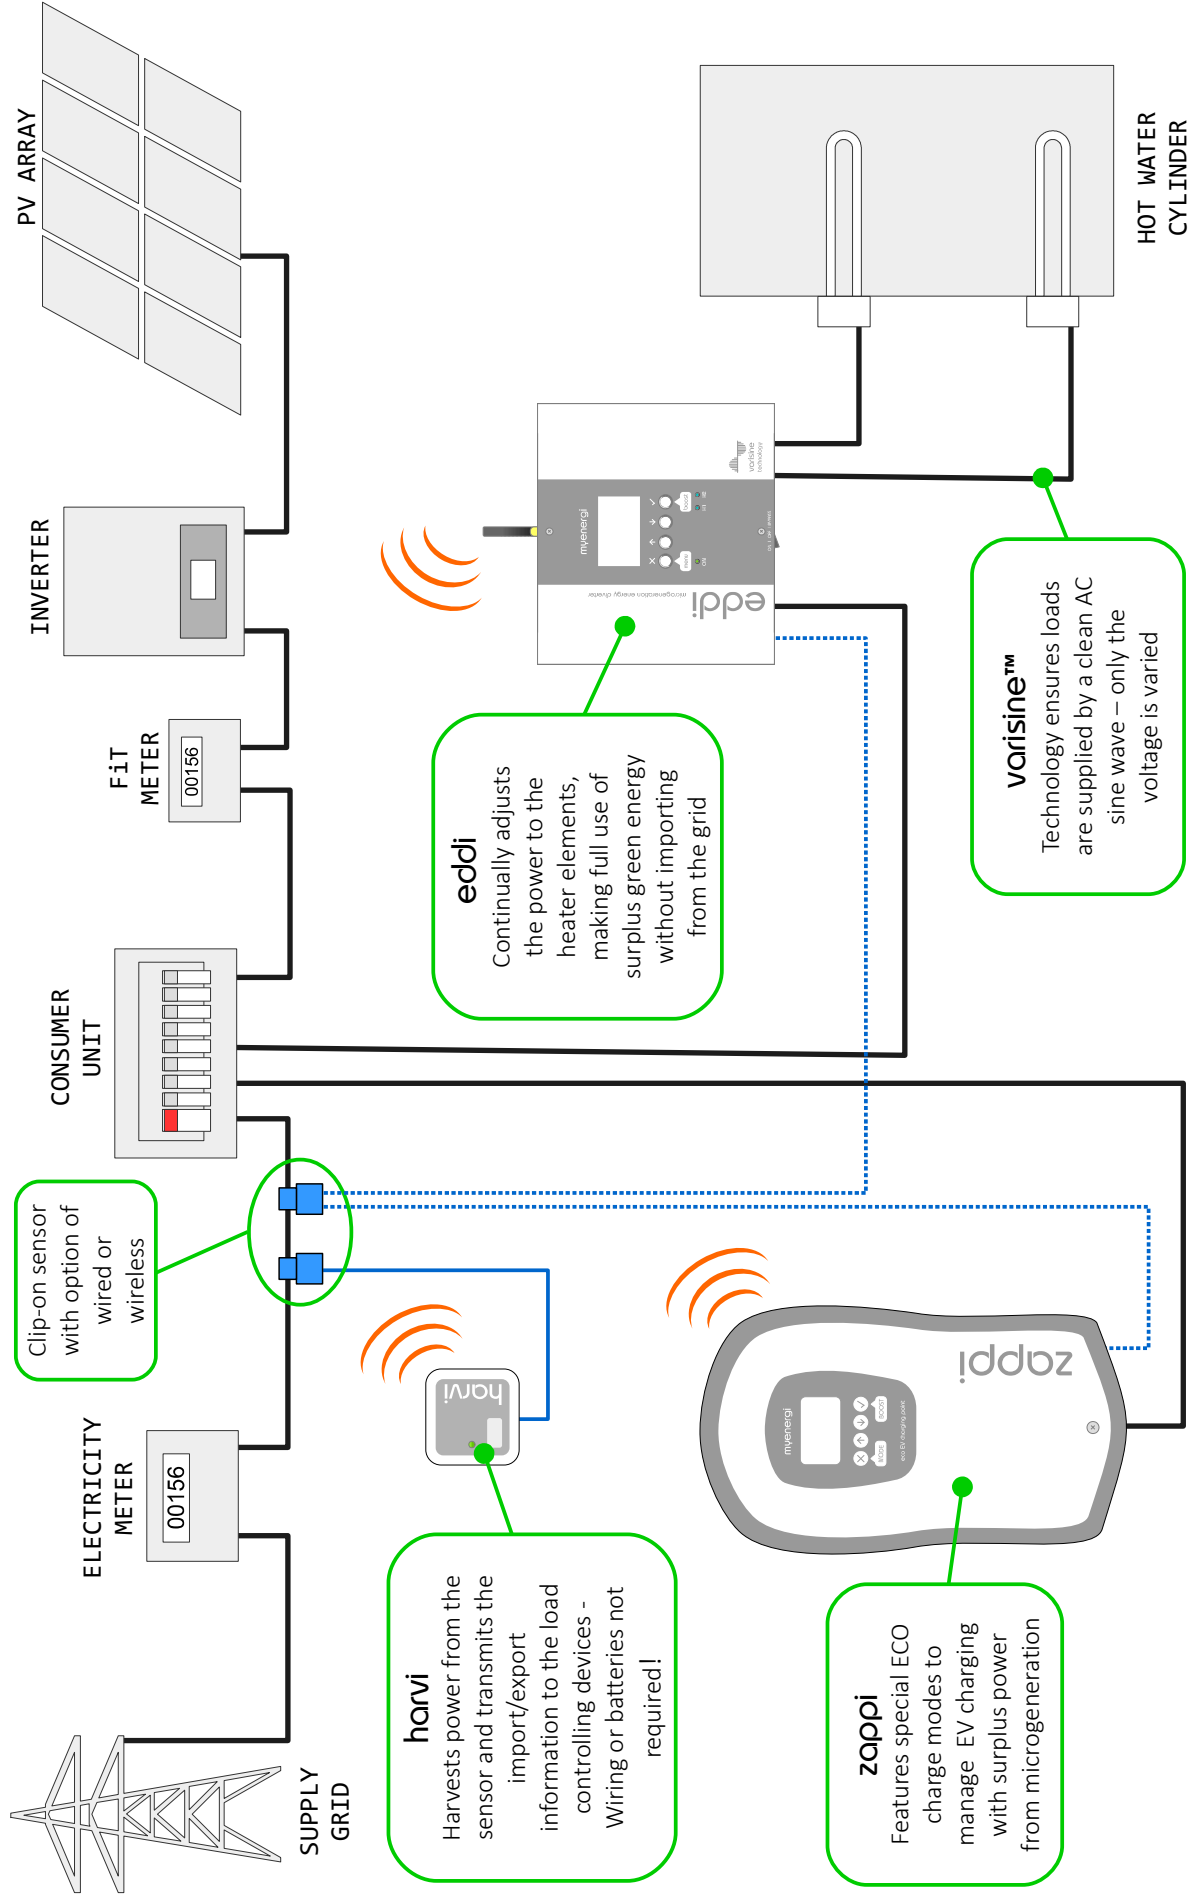 SUPPLY
GRID
ELECTRICITY
METER
00156
Clip-on sensor
with option of
wired or
wireless
CONSUMER
UNIT
FiT
METER
00156
INVERTER
PV ARRAY
harvi
Harvests power from the
sensor and transmits the
import/export
information to the load
controlling devices -
Wiring or batteries not
required!
harvi
eddi
Continually adjusts
the power to the
heater elements,
making full use of
surplus green energy
without importing
from the grid
eddi
microgeneration energy diverter
myenergi
menu
boost
varisine
technology
zappi
Features special ECO
charge modes to
manage  EV charging
with surplus power
from microgeneration
myenergi
MODE
BOOST
eco EV charging point
zappi
varisine™
Technology ensures loads
are supplied by a clean AC
sine wave – only the
voltage is varied
HOT WATER
CYLINDER